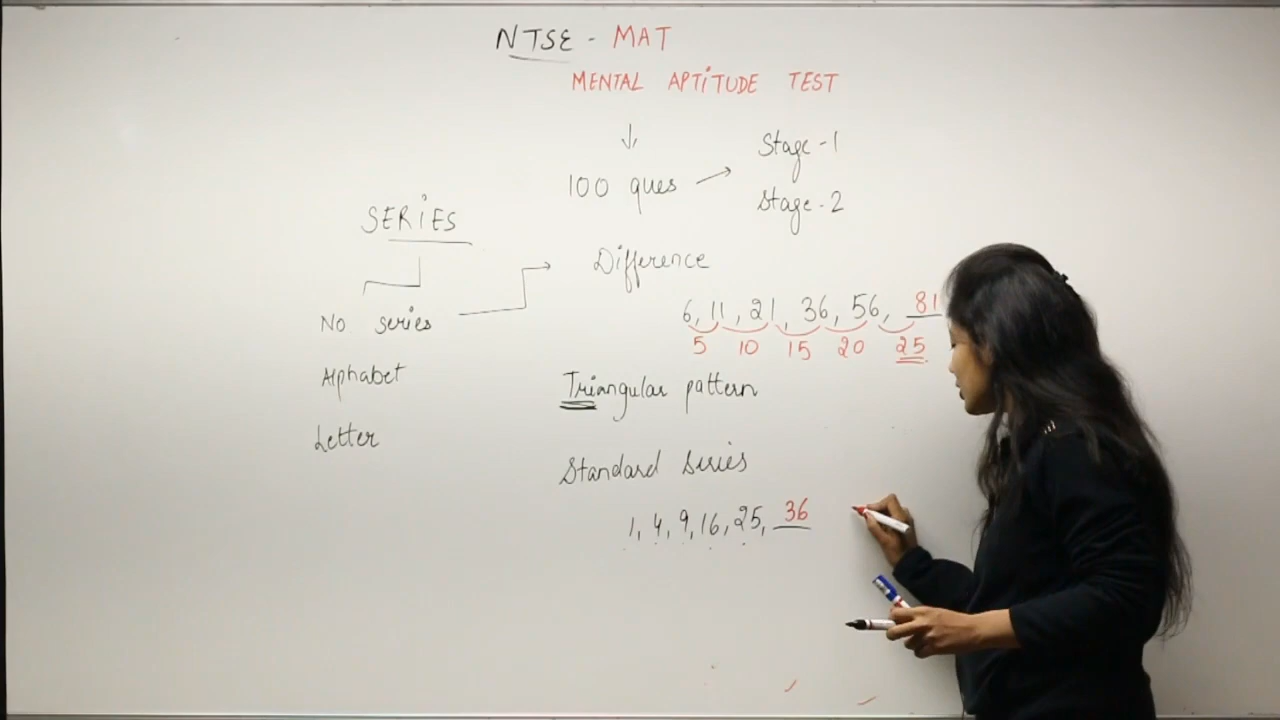 NTSE - MAT
MENTAL APTITUDE TEST
100 ques
Stage - 1
Stage - 2
SERIES
No. series
Alphabet
Letter
Difference
6, 11, 21, 36, 56, 81
5 10 15 20 25
Triangular pattern
Standard Series
1, 4, 9, 16, 25, 36